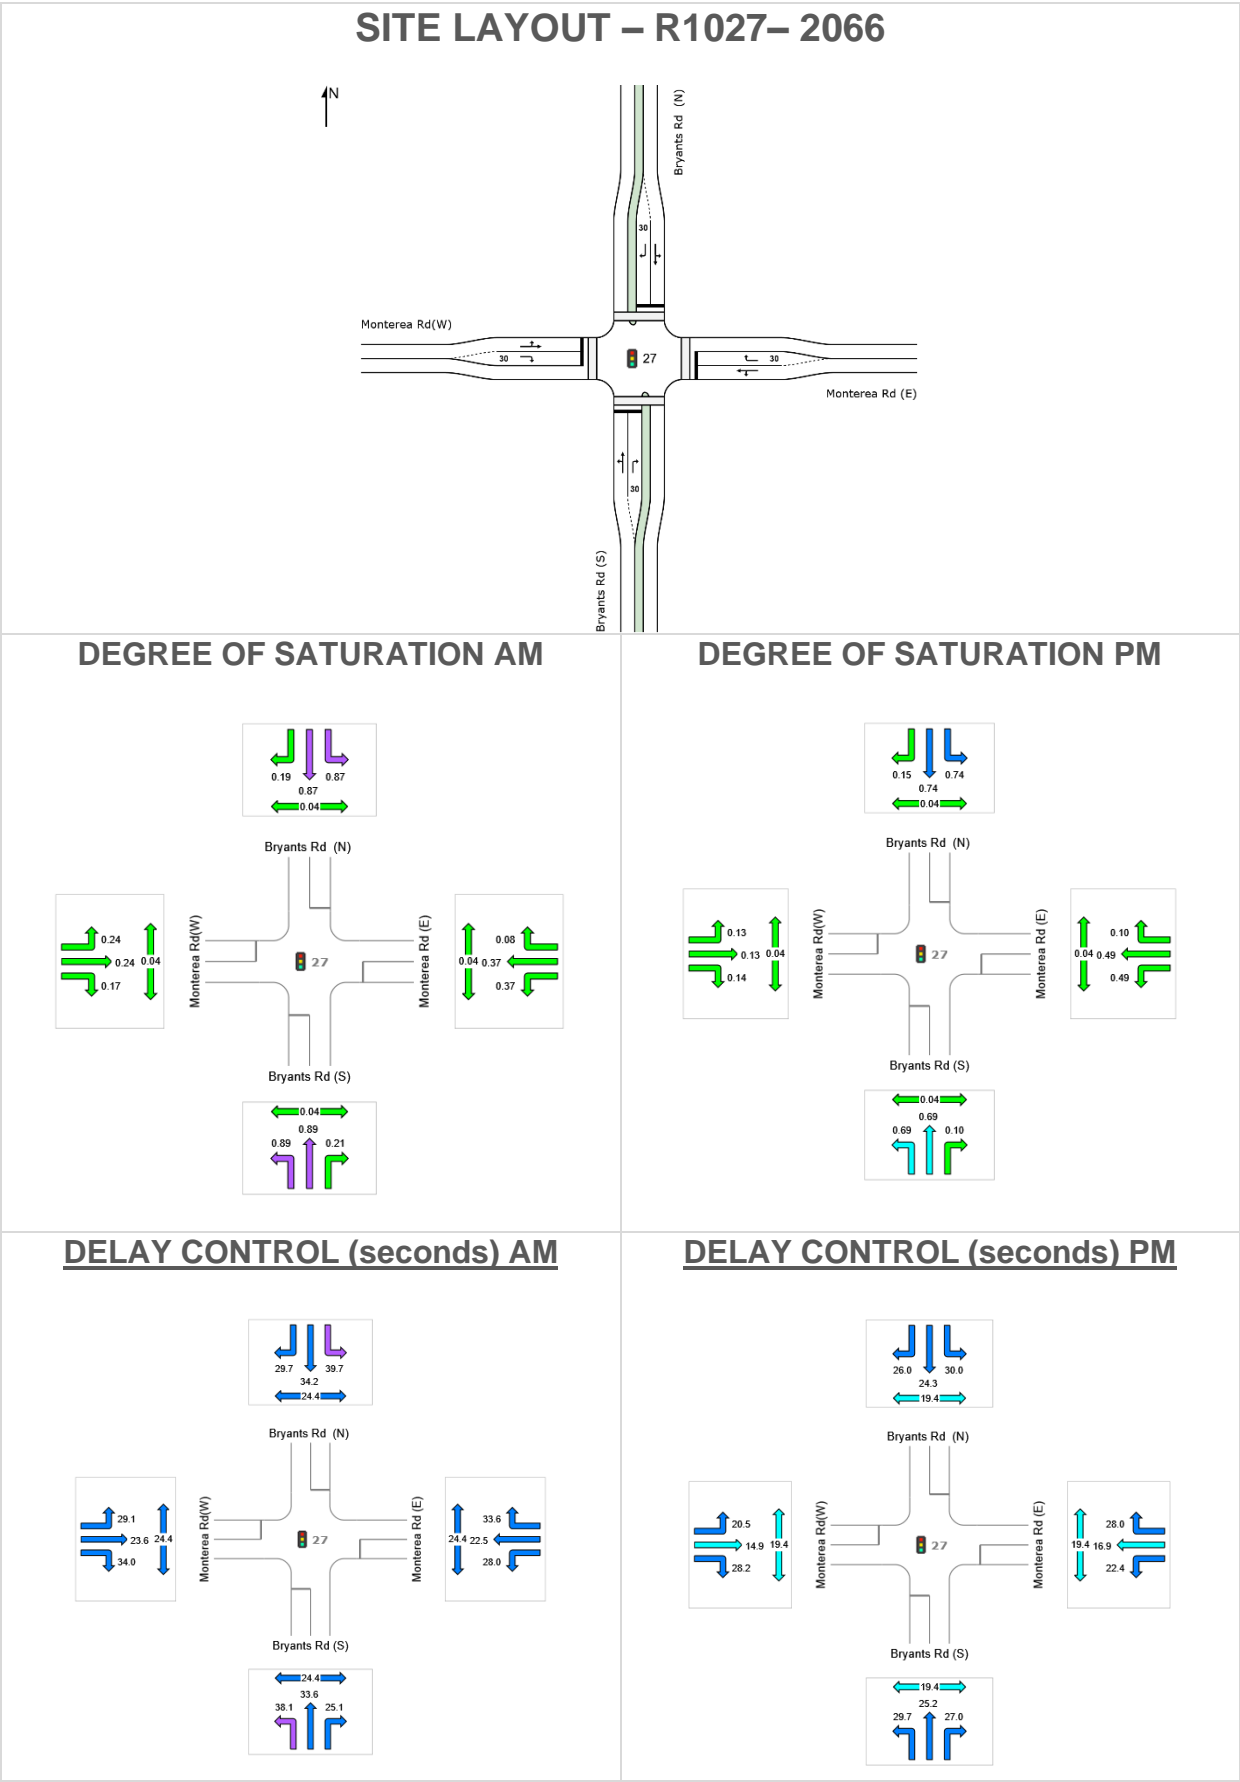 SITE LAYOUT – R1027– 2066
N
Bryants Rd (N)
30
Monterea Rd(W)
30
27
30
Monterea Rd (E)
30
Bryants Rd (S)
DEGREE OF SATURATION AM
0.19
0.87
0.87
0.04
Bryants Rd (N)
Monterea Rd(W)
Monterea Rd (E)
0.24
0.24
0.04
0.17
27
0.08
0.04
0.37
0.37
Bryants Rd (S)
0.04
0.89
0.89
0.21
DEGREE OF SATURATION PM
0.15
0.74
0.74
0.04
Bryants Rd (N)
Monterea Rd(W)
Monterea Rd (E)
0.13
0.13
0.04
0.14
27
0.10
0.04
0.49
0.49
Bryants Rd (S)
0.04
0.69
0.69
0.10
DELAY CONTROL (seconds) AM
29.7
39.7
34.2
24.4
Bryants Rd (N)
Monterea Rd(W)
Monterea Rd (E)
29.1
23.6
24.4
34.0
27
33.6
24.4
22.5
28.0
Bryants Rd (S)
24.4
33.6
38.1
25.1
DELAY CONTROL (seconds) PM
26.0
30.0
24.3
19.4
Bryants Rd (N)
Monterea Rd(W)
Monterea Rd (E)
20.5
14.9
19.4
28.2
27
28.0
19.4
16.9
22.4
Bryants Rd (S)
19.4
25.2
29.7
27.0